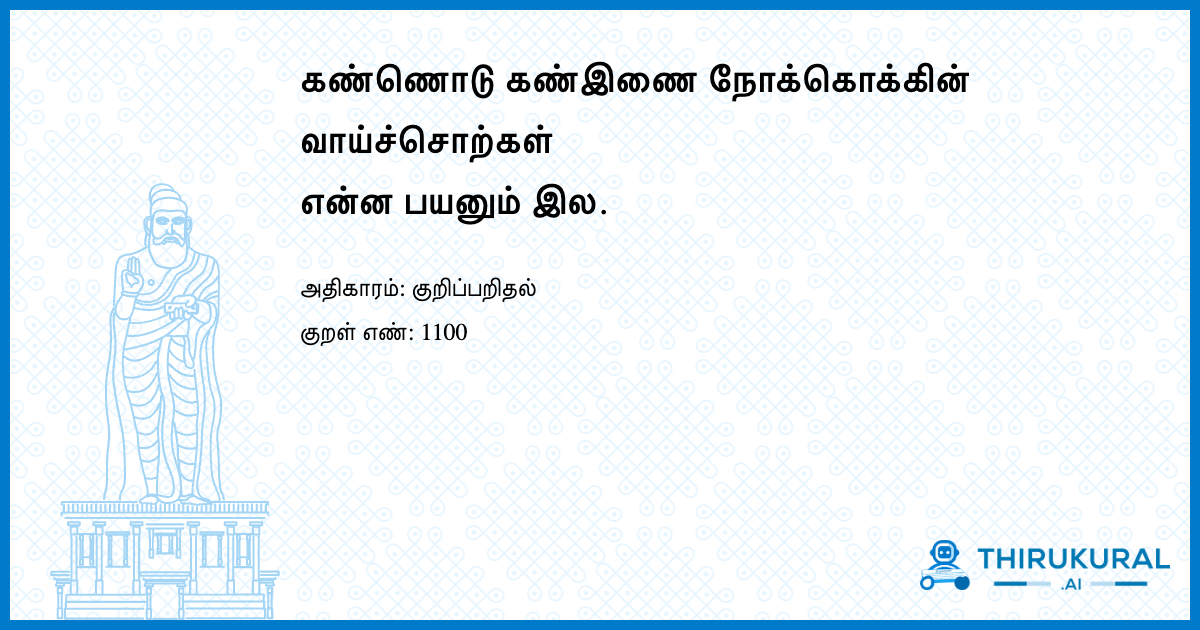 கண்ணொடு கண்இணை நோக்கொக்கின்
வாய்ச்சொற்கள்
என்ன பயனும் இல.
அதிகாரம்: குறிப்பறிதல்
குறள் எண்: 1100
THIRUKURAL
.AI